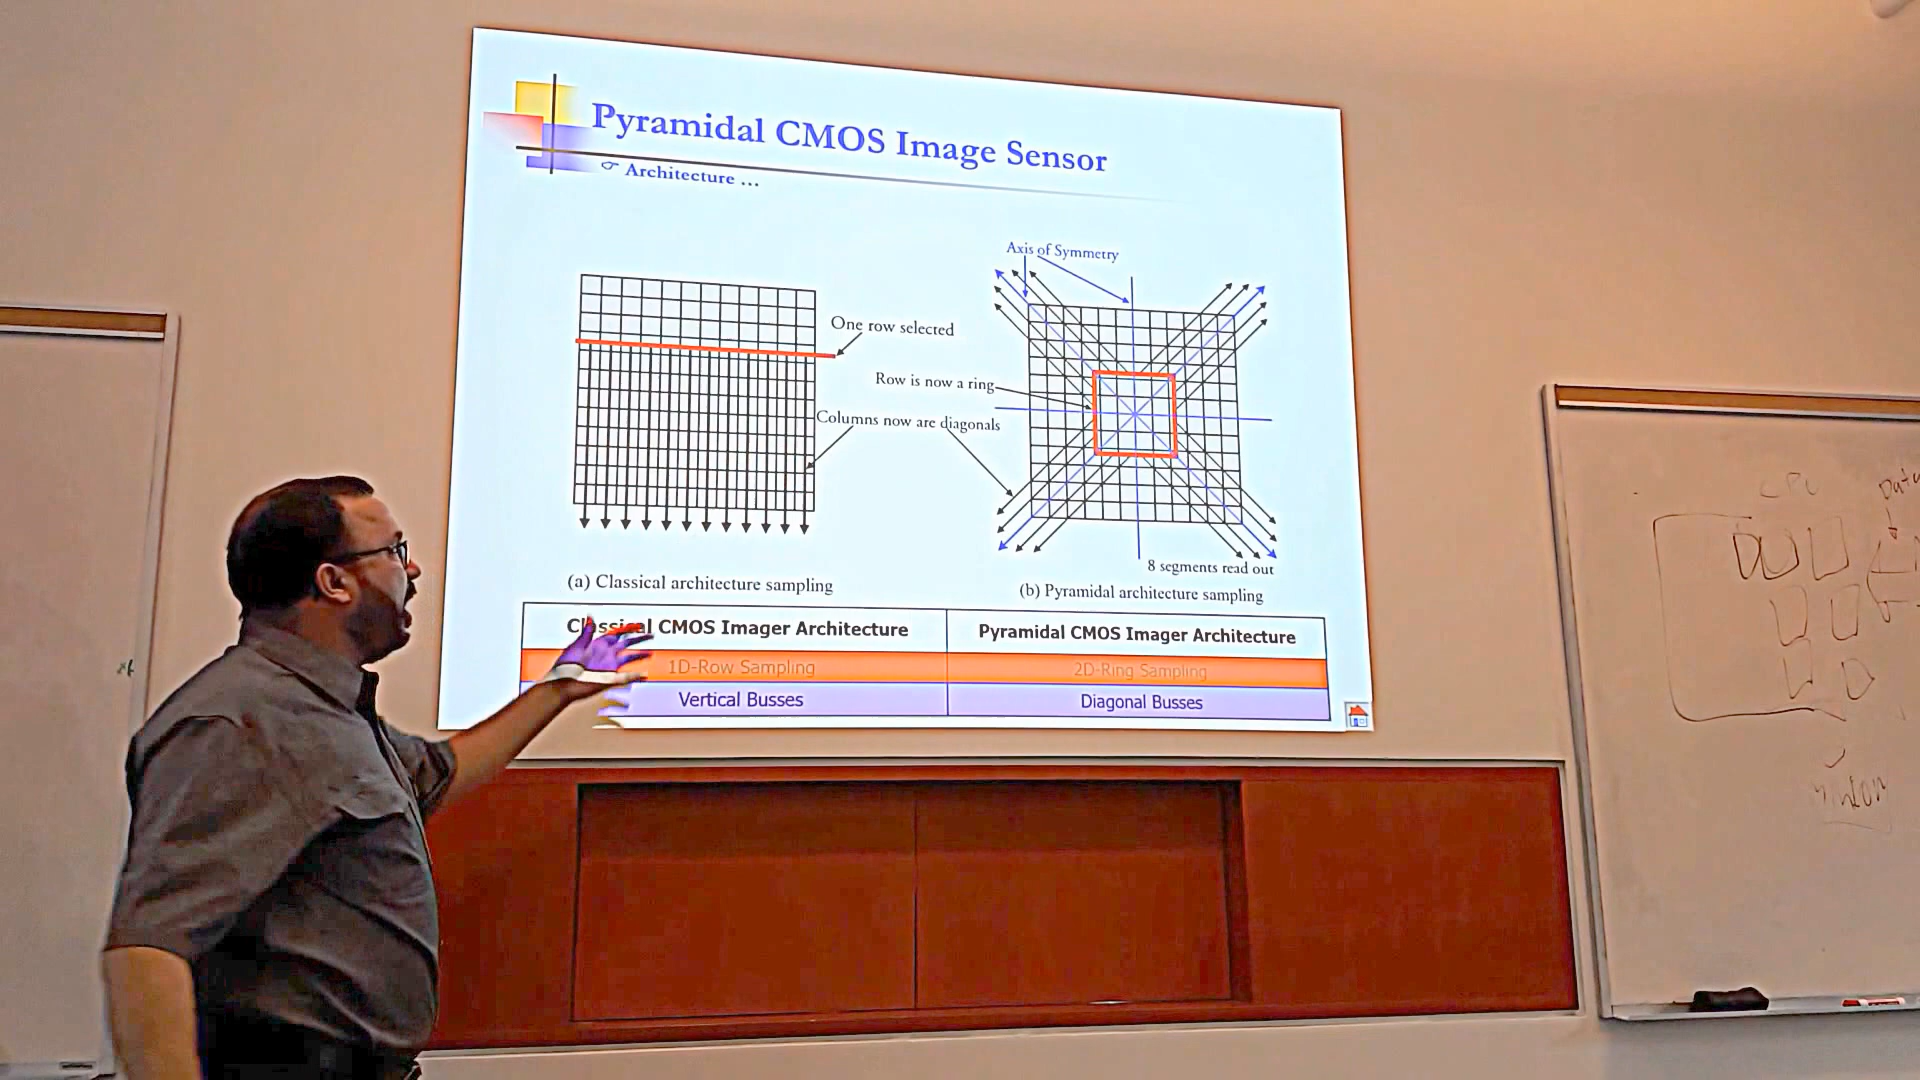 Pyramidal CMOS Image Sensor
☞ Architecture ...
Axis of Symmetry
One row selected
Row is now a ring
Columns now are diagonals
8 segments read out
(a) Classical architecture sampling
(b) Pyramidal architecture sampling
Classical CMOS Imager Architecture
Pyramidal CMOS Imager Architecture
1D-Row Sampling
2D-Ring Sampling
Vertical Busses
Diagonal Busses
CPU
Data